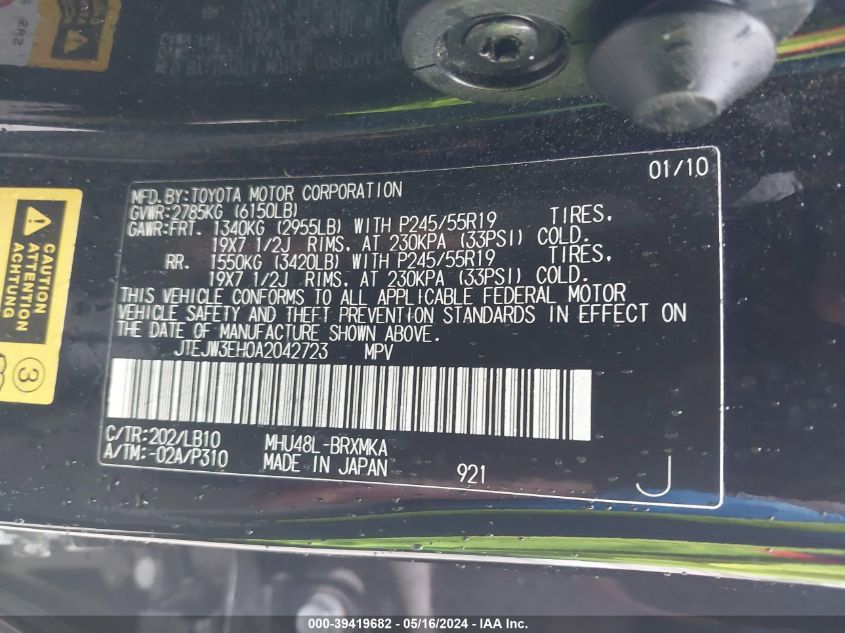 01/10
MFD.BY:TOYOTA MOTOR CORPORATION
GVWR:2785KG (6150LB)
GAWR:FRT. 1340KG (2955LB) WITH P245/55R19 TIRES,
19X7 1/2J RIMS, AT 230KPA (33PSI) COLD.
RR. 1550KG (3420LB) WITH P245/55R19 TIRES,
19X7 1/2J RIMS, AT 230KPA (33PSI) COLD.
THIS VEHICLE CONFORMS TO ALL APPLICABLE FEDERAL MOTOR
VEHICLE SAFETY AND THEFT PREVENTION STANDARDS IN EFFECT ON
THE DATE OF MANUFACTURE SHOWN ABOVE.
JTEJW3EH0A2042723 MPV
C/TR:202/LB10 MHU48L-BRXMKA
A/TM:-02A/P310 MADE IN JAPAN 921
J
CAUTION
ATTENTION
ACHTUNG
3
000-39419682 - 05/16/2024 - IAA Inc.